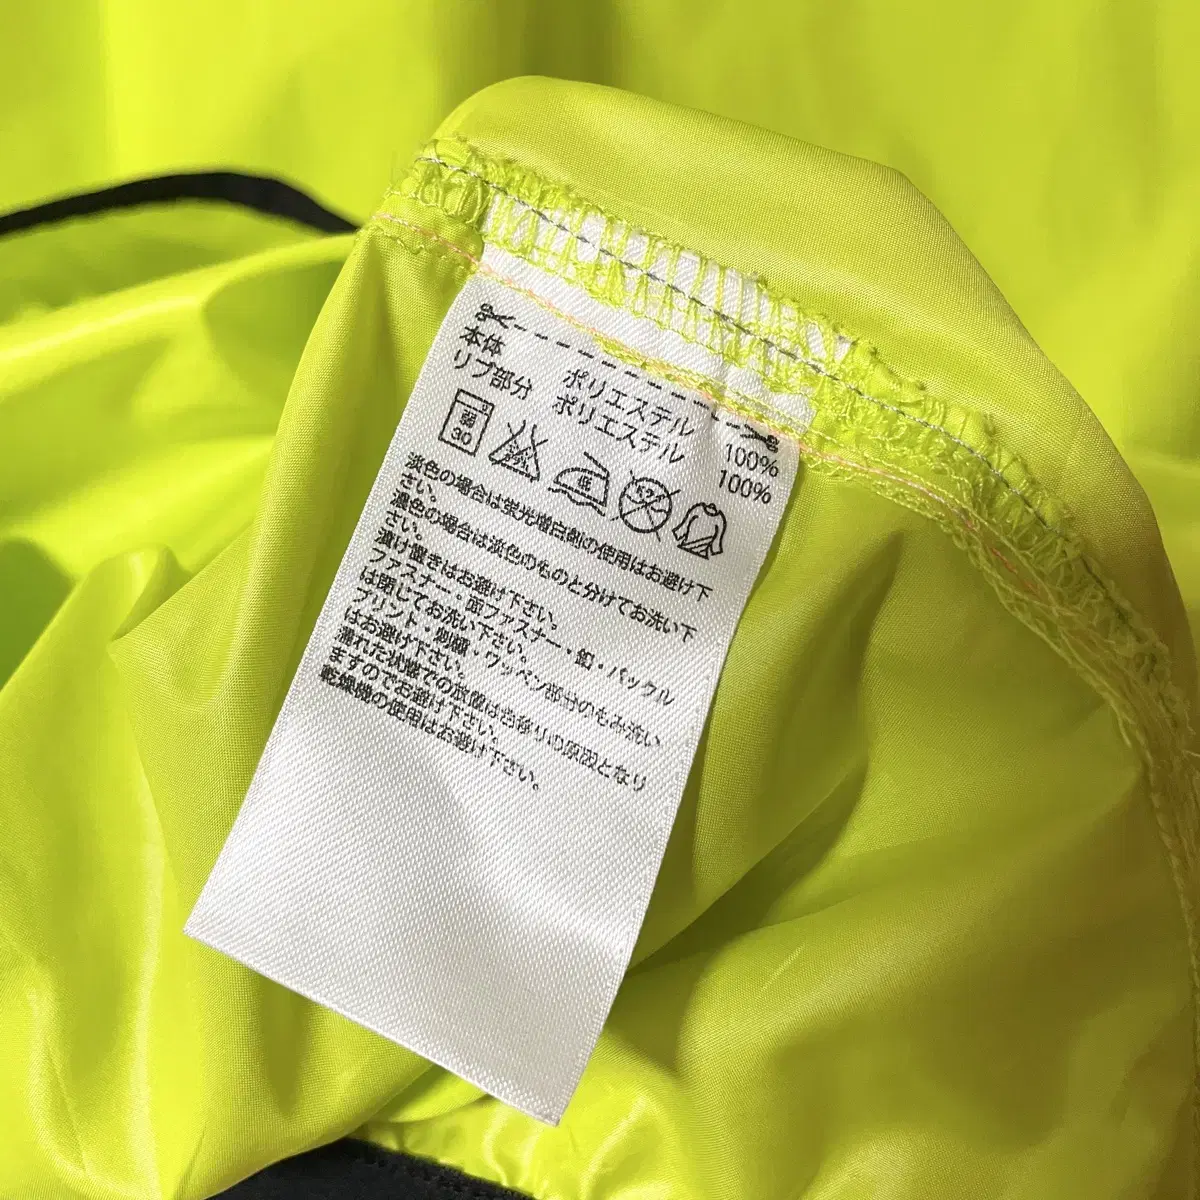 本体 ポリエステル 100%
リブ部分 ポリエステル 100%
弱 30
低
淡色の場合は蛍光増白剤の使用はお避け下
さい。
濃色の場合は淡色のものと分けてお洗い下
さい。
漬け置きはお避け下さい。
ファスナー・面ファスナー・釦・バックル
は閉じてお洗い下さい。
プリント・刺繍・ワッペン部分のもみ洗い
はお避け下さい。
濡れた状態での放置は色移りの原因となり
ますのでお避け下さい。
乾燥機の使用はお避け下さい。